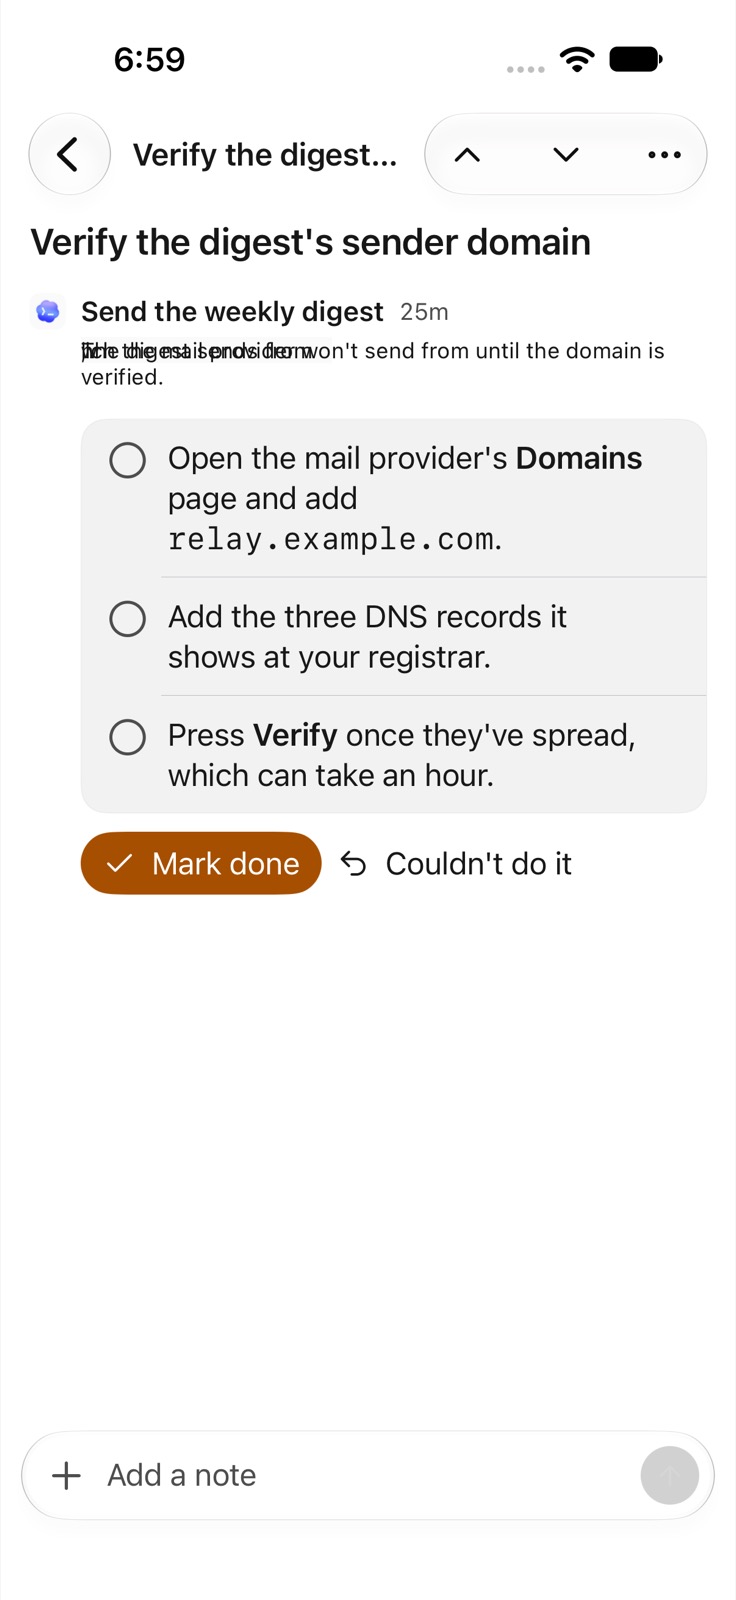 6:59
Verify the digest...
Verify the digest's sender domain
Send the weekly digest 25m
won't send from until the domain is
verified.
Open the mail provider's Domains
page and add
relay.example.com.
Add the three DNS records it
shows at your registrar.
Press Verify once they've spread,
which can take an hour.
Mark done
Couldn't do it
Add a note